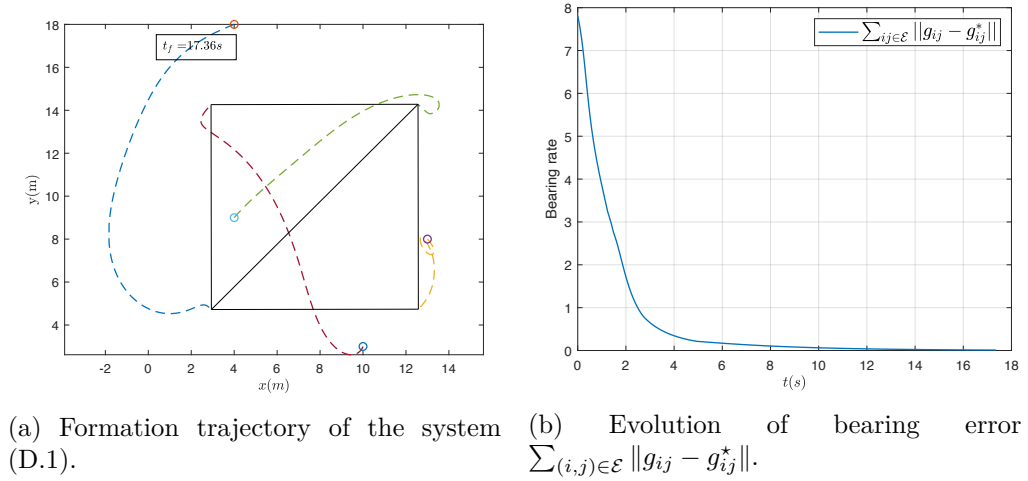 18
16
14
12
10
8
6
4
y(m)
-2 0 2 4 6 8 10 12 14
x(m)
t_f =17.36s
8
7
6
5
4
3
2
1
0
Bearing rate
0 2 4 6 8 10 12 14 16 18
t(s)
∑_{ij∈ℰ} ||g_{ij} − g*_{ij}||
(a) Formation trajectory of the system
(D.1).
(b) Evolution of bearing error
∑_{(i,j)∈ℰ} ‖g_{ij} − g⋆_{ij}‖.